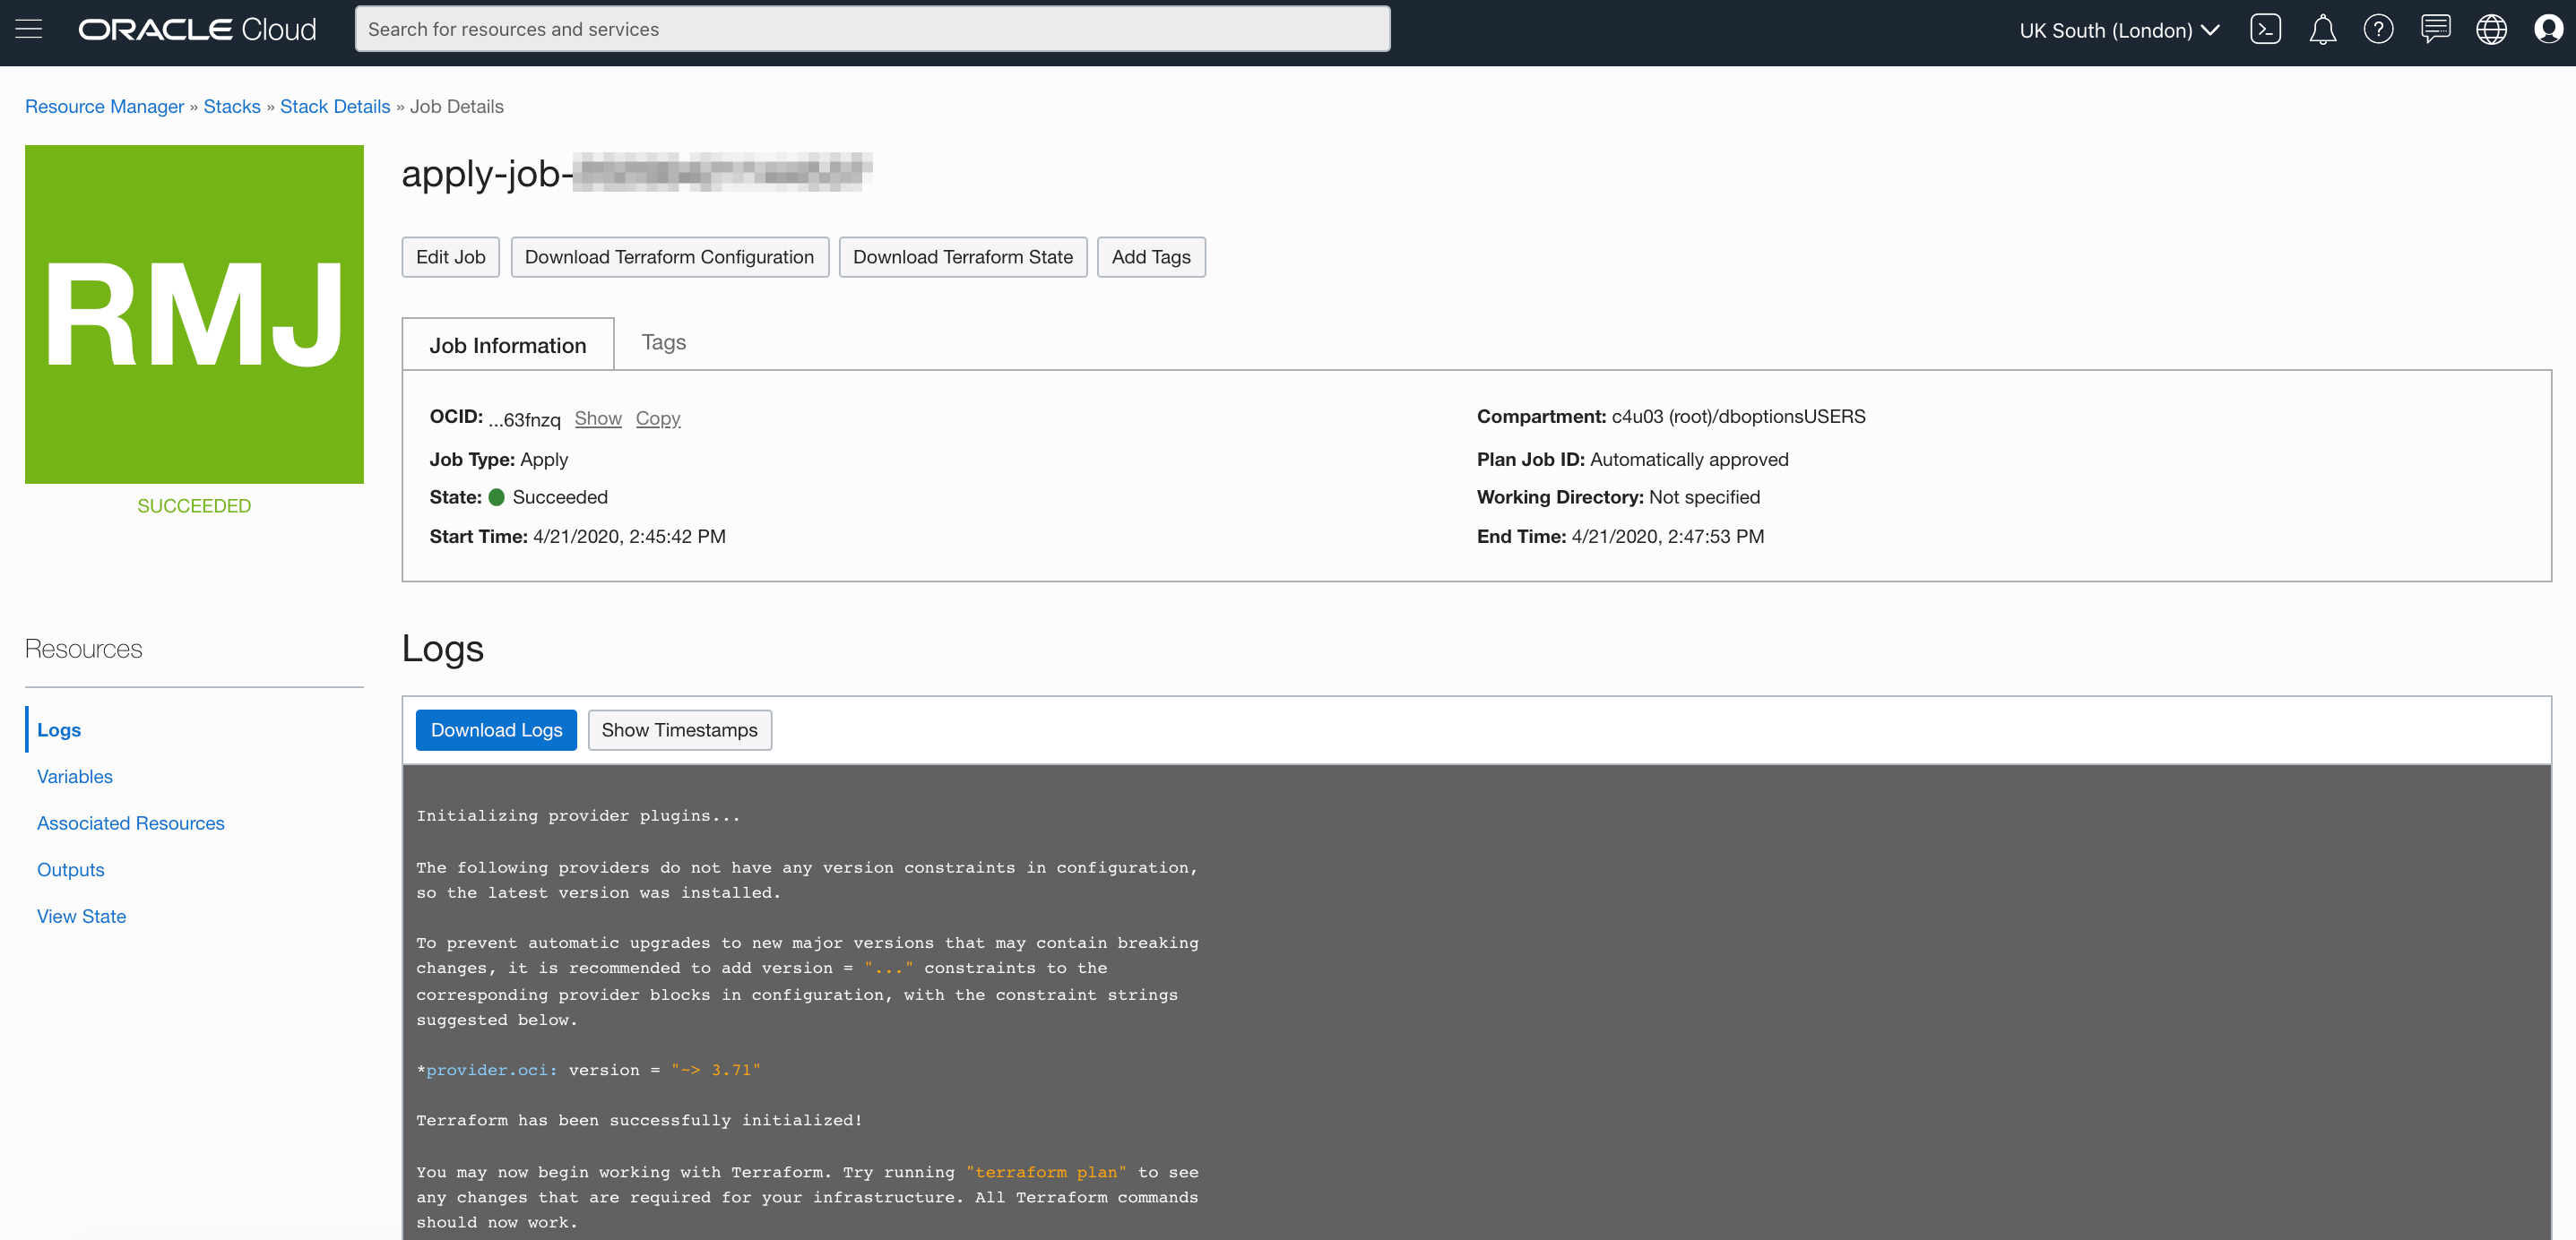 ORACLE Cloud
Search for resources and services
UK South (London)
Resource Manager » Stacks » Stack Details » Job Details
RMJ
SUCCEEDED
apply-job-
Edit Job
Download Terraform Configuration
Download Terraform State
Add Tags
Job Information
Tags
OCID: ...63fnzq Show Copy
Compartment: c4u03 (root)/dboptionsUSERS
Job Type: Apply
Plan Job ID: Automatically approved
State: Succeeded
Working Directory: Not specified
Start Time: 4/21/2020, 2:45:42 PM
End Time: 4/21/2020, 2:47:53 PM
Resources
Logs
Variables
Associated Resources
Outputs
View State
Logs
Download Logs
Show Timestamps
Initializing provider plugins...
The following providers do not have any version constraints in configuration,
so the latest version was installed.
To prevent automatic upgrades to new major versions that may contain breaking
changes, it is recommended to add version = "..." constraints to the
corresponding provider blocks in configuration, with the constraint strings
suggested below.
*provider.oci: version = "~> 3.71"
Terraform has been successfully initialized!
You may now begin working with Terraform. Try running "terraform plan" to see
any changes that are required for your infrastructure. All Terraform commands
should now work.